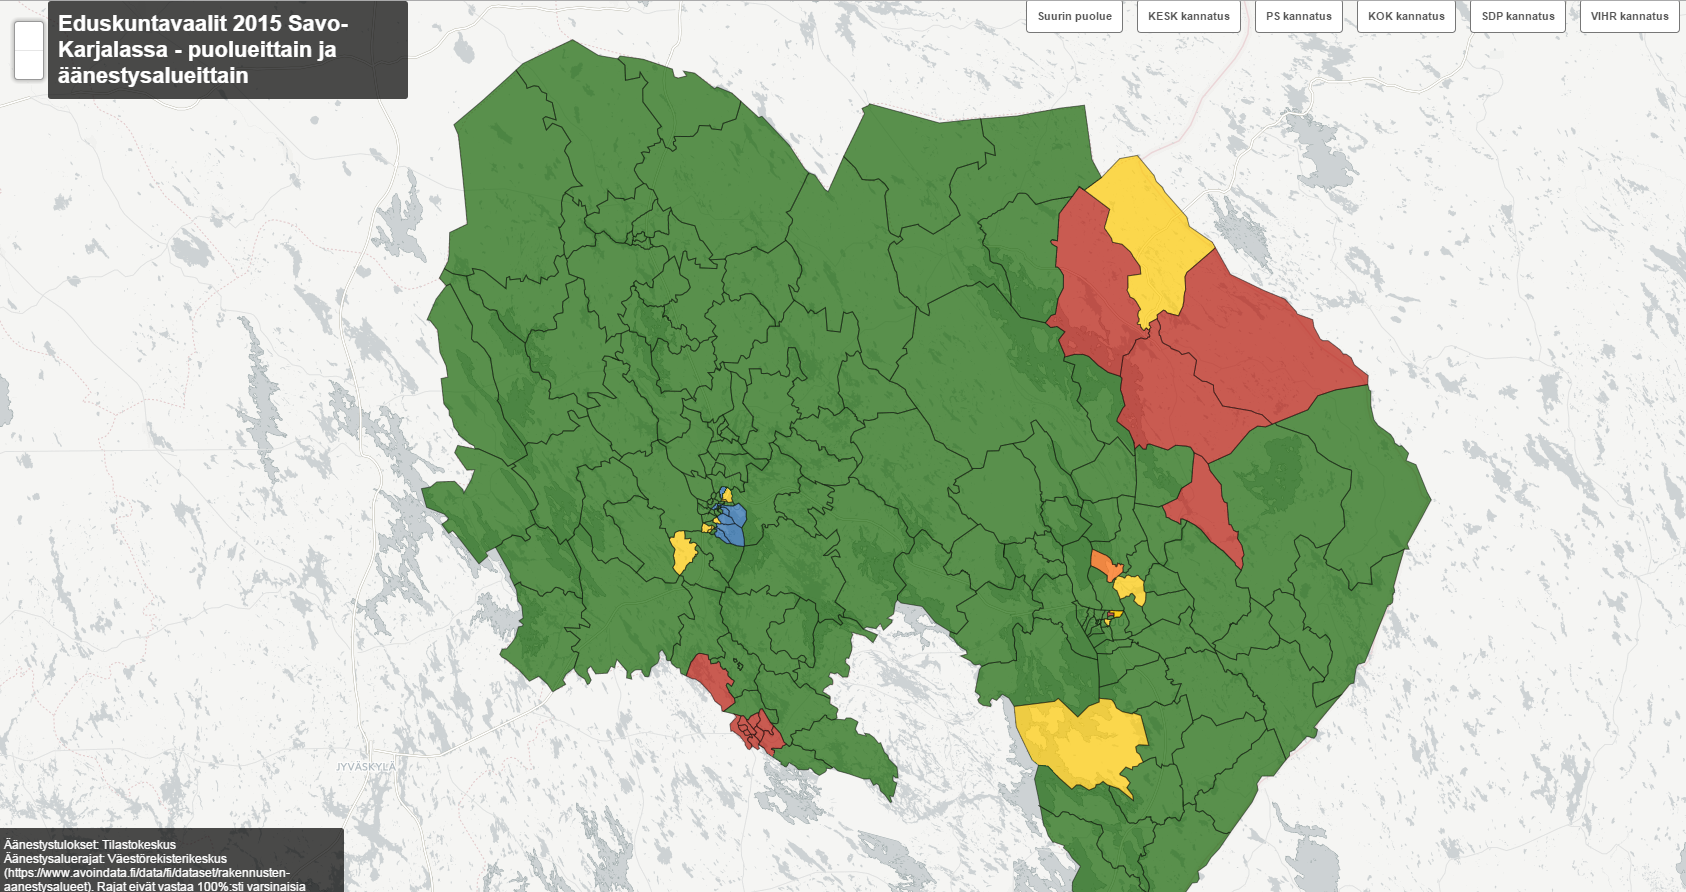 Eduskuntavaalit 2015 Savo-
Karjalassa - puolueittain ja
äänestysalueittain
Suurin puolue
KESK kannatus
PS kannatus
KOK kannatus
SDP kannatus
VIHR kannatus
JYVÄSKYLÄ
Äänestystulokset: Tilastokeskus
Äänestysaluerajat: Väestörekisterikeskus
(https://www.avoindata.fi/data/fi/dataset/rakennusten-
aanestysalueet). Rajat eivät vastaa 100%:sti varsinaisia